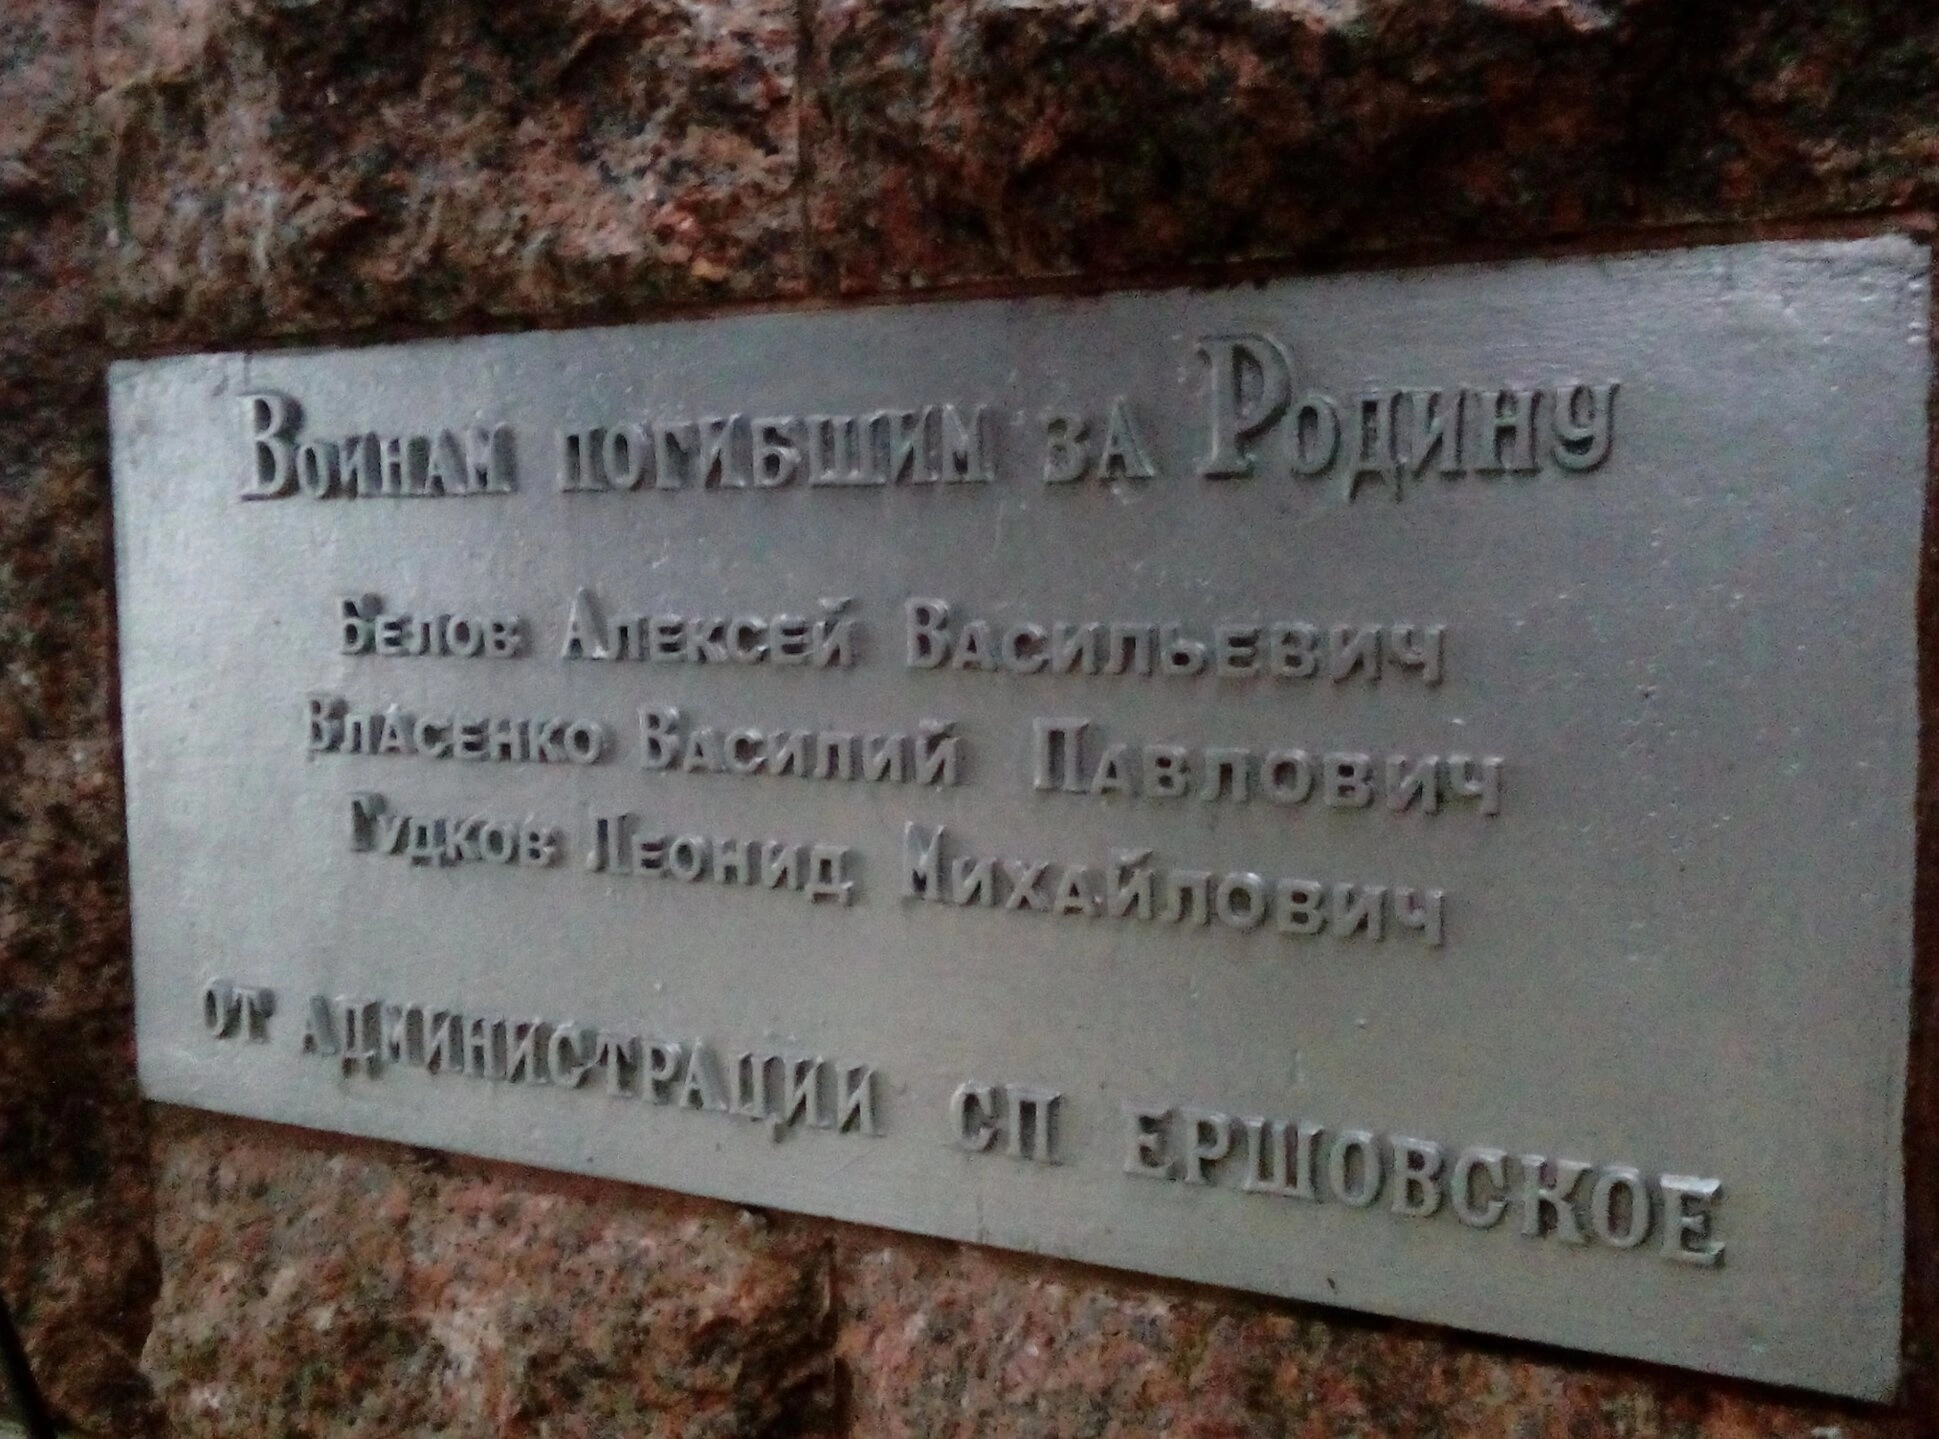 Воинам погибшим за Родину
Белов Алексей Васильевич
Власенко Василий Павлович
Гудков Леонид Михайлович
от администрации СП ЕРШОВСКОЕ